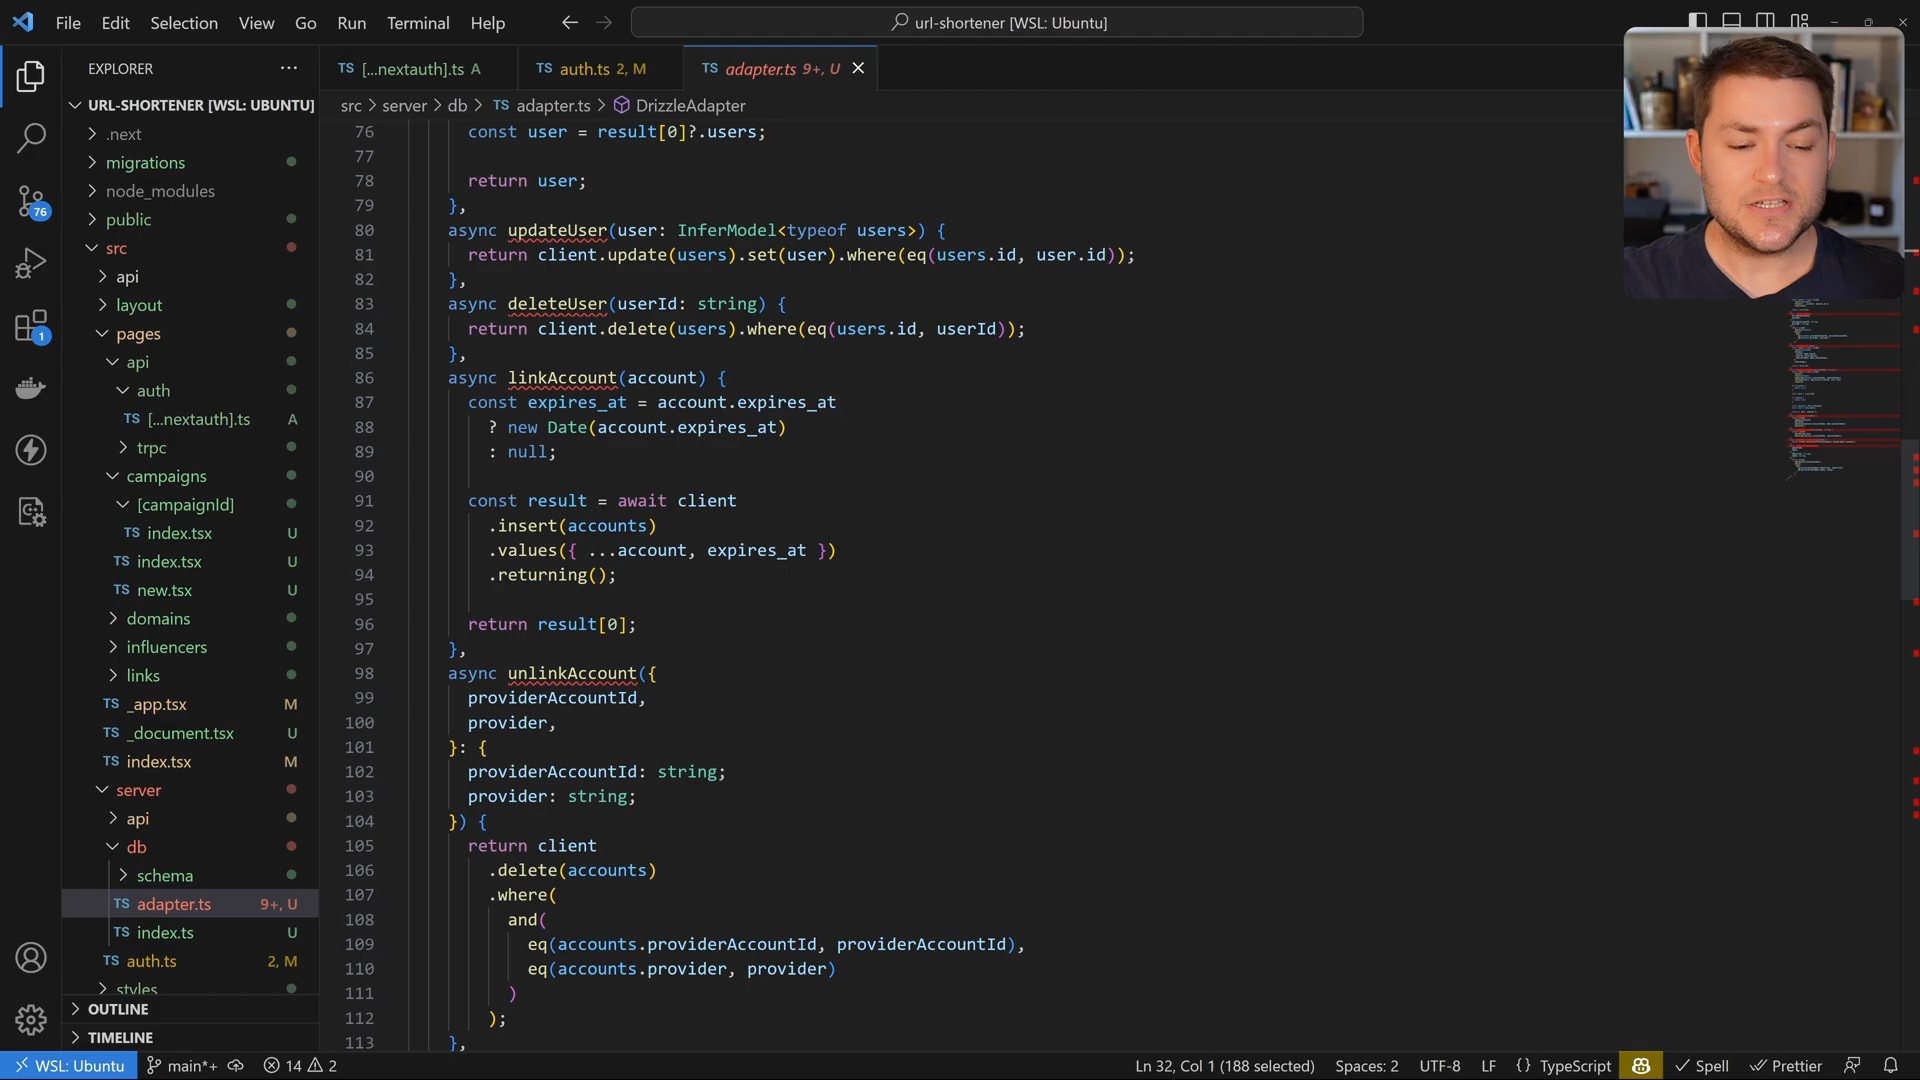 File Edit Selection View Go Run Terminal Help
url-shortener [WSL: Ubuntu]
EXPLORER
TS [...nextauth].ts A
TS auth.ts 2, M
TS adapter.ts 9+, U
URL-SHORTENER [WSL: UBUNTU]
src > server > db > TS adapter.ts > DrizzleAdapter
.next
migrations
node_modules
public
src
api
layout
pages
api
auth
TS [...nextauth].ts A
trpc
campaigns
[campaignId]
TS index.tsx U
TS index.tsx U
TS new.tsx U
domains
influencers
links
TS _app.tsx M
TS _document.tsx U
TS index.tsx M
server
api
db
schema
TS adapter.ts 9+, U
TS index.ts U
TS auth.ts 2, M
styles
OUTLINE
TIMELINE
76
1
76 const user = result[0]?.users;
77
78 return user;
79 },
80 async updateUser(user: InferModel<typeof users>) {
81 return client.update(users).set(user).where(eq(users.id, user.id));
82 },
83 async deleteUser(userId: string) {
84 return client.delete(users).where(eq(users.id, userId));
85 },
86 async linkAccount(account) {
87 const expires_at = account.expires_at
88 ? new Date(account.expires_at)
89 : null;
90
91 const result = await client
92 .insert(accounts)
93 .values({ ...account, expires_at })
94 .returning();
95
96 return result[0];
97 },
98 async unlinkAccount({
99 providerAccountId,
100 provider,
101 }: {
102 providerAccountId: string;
103 provider: string;
104 }) {
105 return client
106 .delete(accounts)
107 .where(
108 and(
109 eq(accounts.providerAccountId, providerAccountId),
110 eq(accounts.provider, provider)
111 )
112 );
113 },
WSL: Ubuntu main*+ 14 2 Ln 32, Col 1 (188 selected) Spaces: 2 UTF-8 LF {} TypeScript Spell Prettier